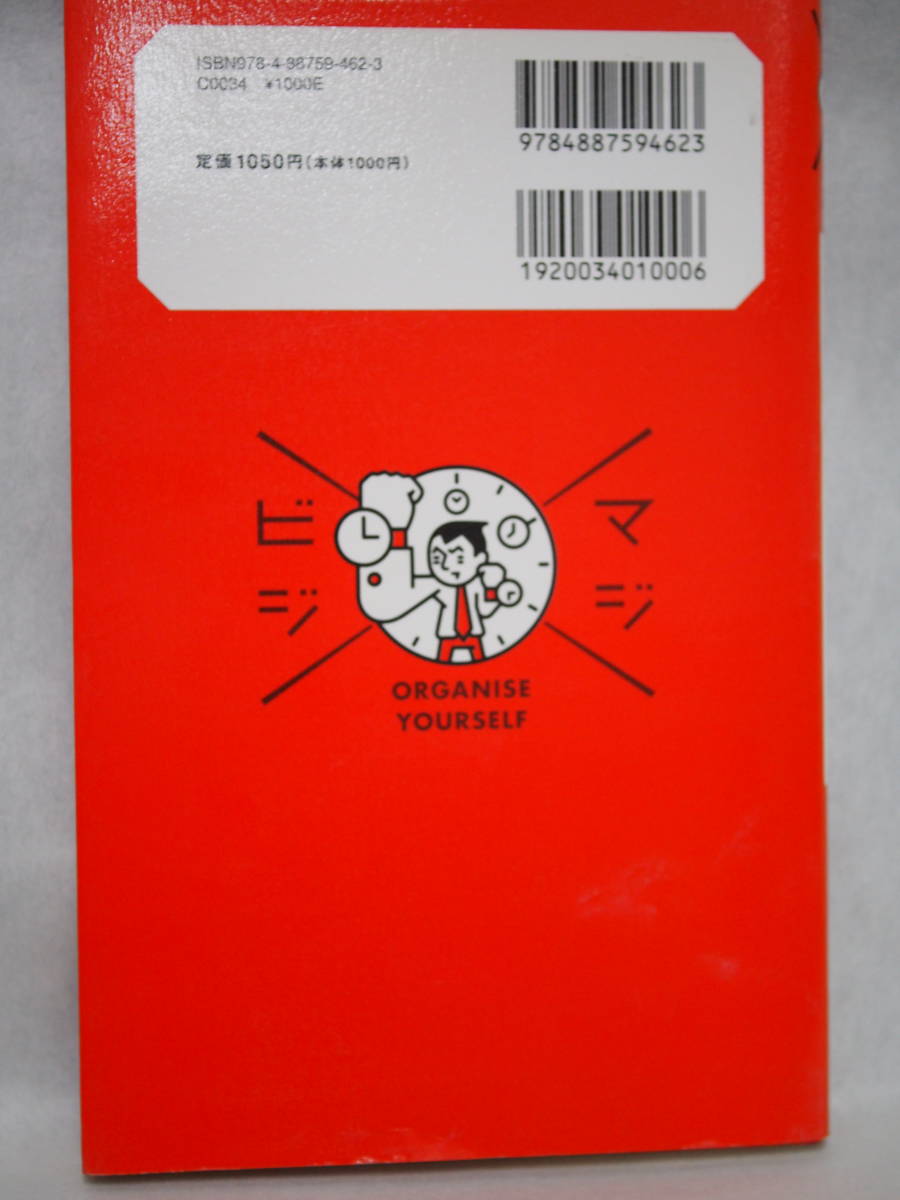 ISBN978-4-88759-462-3
C0034 ¥1000E
定価1050円(本体1000円)
9784887594623
1920034010006
マジ
ビジ
ORGANISE
YOURSELF